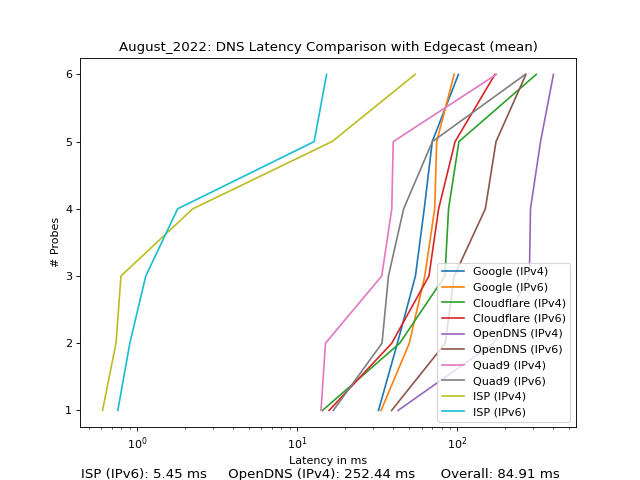 August_2022: DNS Latency Comparison with Edgecast (mean)
6
5
4
3
2
1
# Probes
Google (IPv4)
Google (IPv6)
Cloudflare (IPv4)
Cloudflare (IPv6)
OpenDNS (IPv4)
OpenDNS (IPv6)
Quad9 (IPv4)
Quad9 (IPv6)
ISP (IPv4)
ISP (IPv6)
10⁰ 10¹ 10²
Latency in ms
ISP (IPv6): 5.45 ms OpenDNS (IPv4): 252.44 ms Overall: 84.91 ms